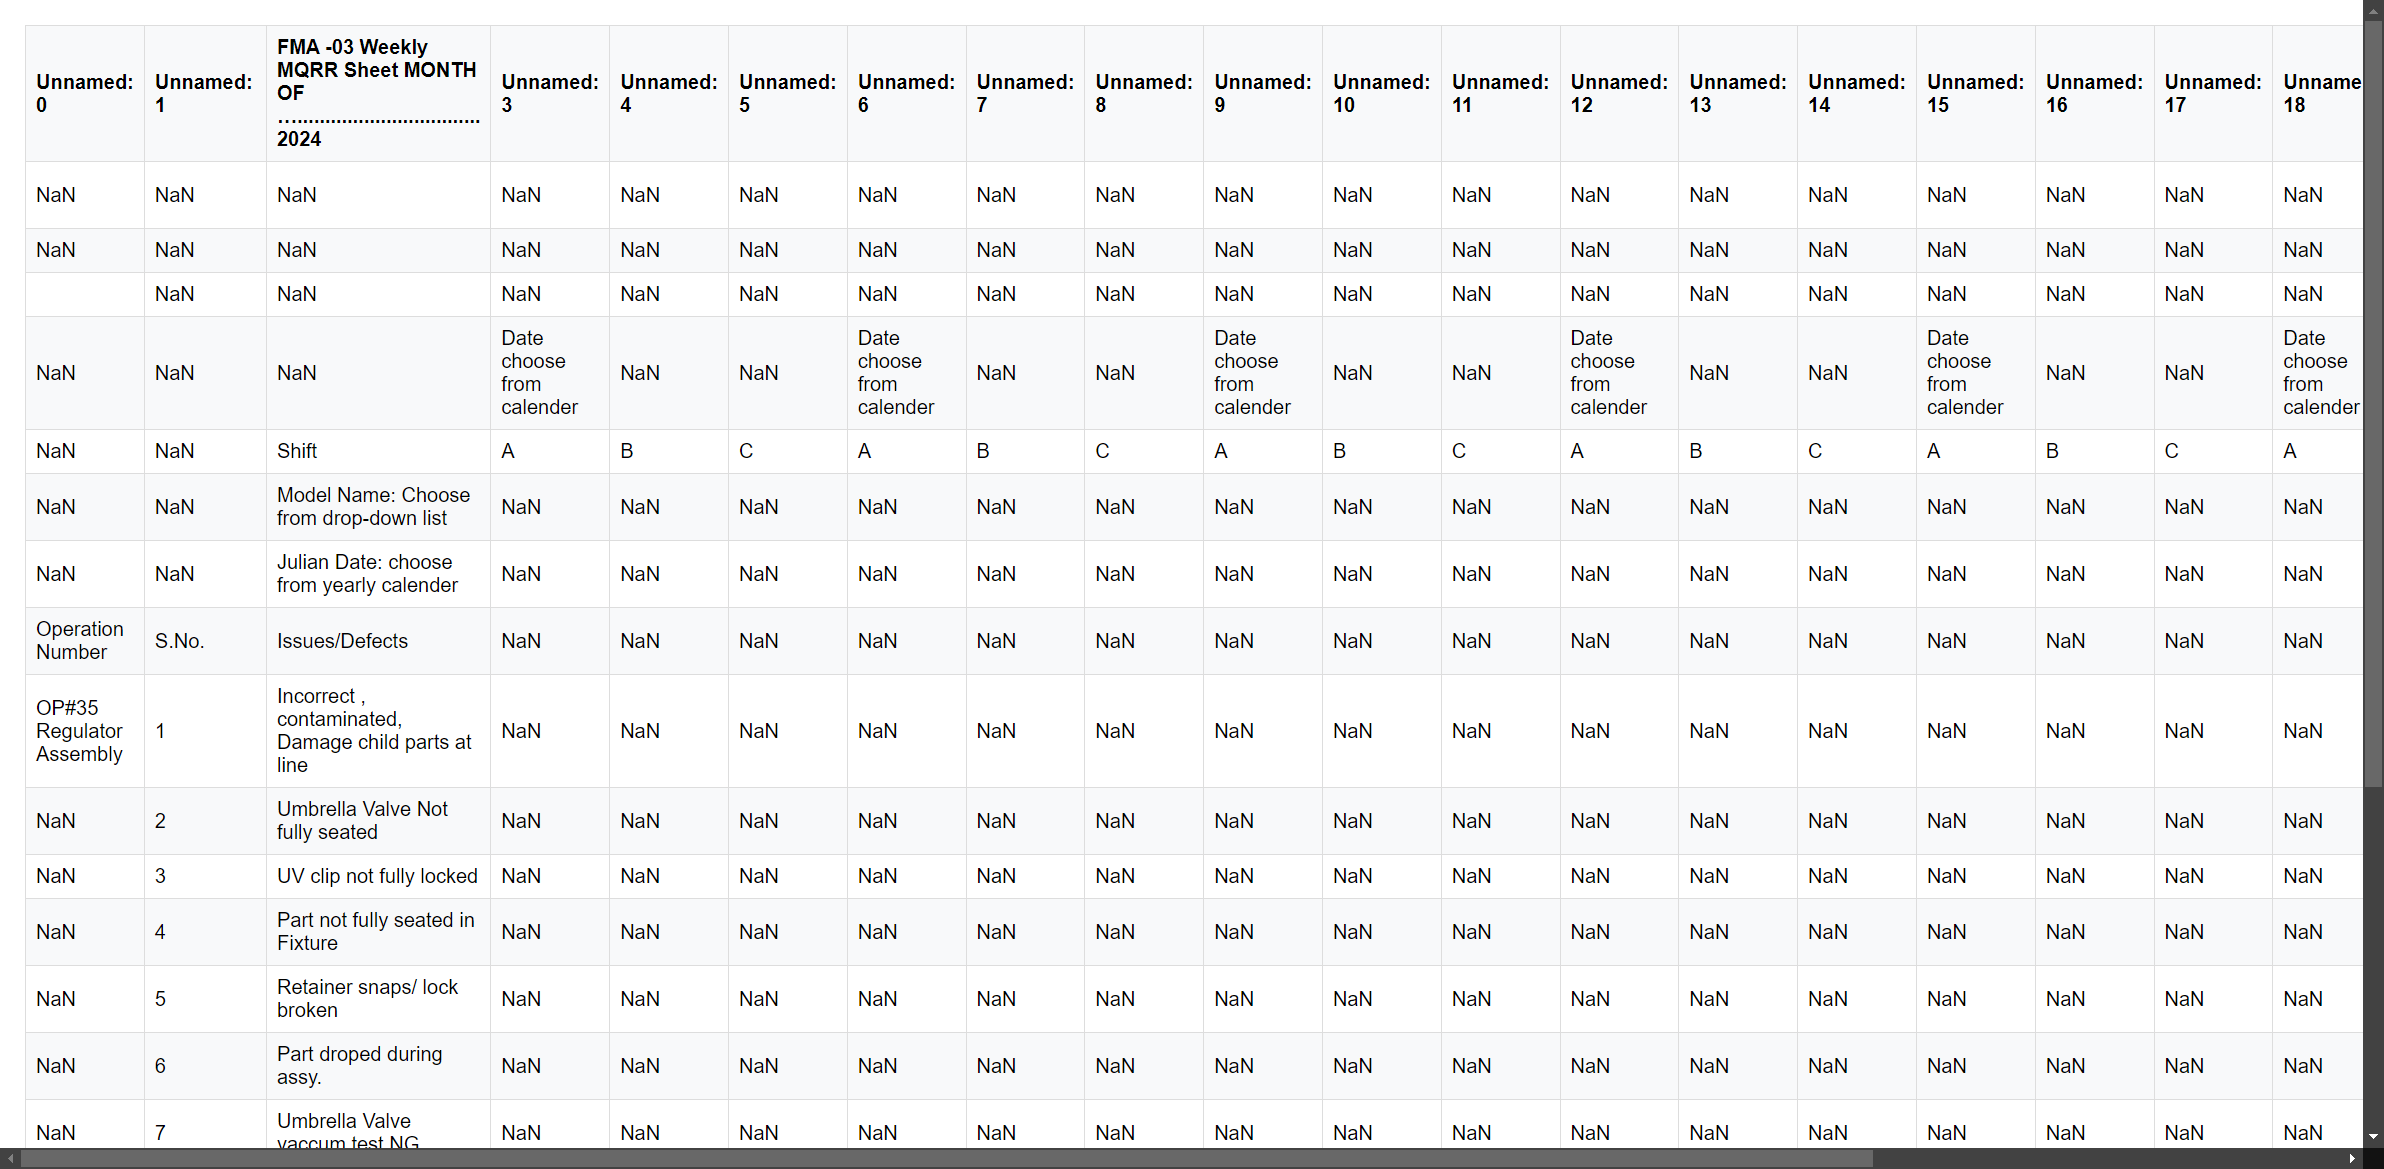 Unnamed: 0 Unnamed: 1 FMA -03 Weekly MQRR Sheet MONTH OF …................................. 2024 Unnamed: 3 Unnamed: 4 Unnamed: 5 Unnamed: 6 Unnamed: 7 Unnamed: 8 Unnamed: 9 Unnamed: 10 Unnamed: 11 Unnamed: 12 Unnamed: 13 Unnamed: 14 Unnamed: 15 Unnamed: 16 Unnamed: 17 Unname 18
NaN NaN NaN NaN NaN NaN NaN NaN NaN NaN NaN NaN NaN NaN NaN NaN NaN NaN NaN
NaN NaN NaN NaN NaN NaN NaN NaN NaN NaN NaN NaN NaN NaN NaN NaN NaN NaN NaN
NaN NaN NaN NaN NaN NaN NaN NaN NaN NaN NaN NaN NaN NaN NaN NaN NaN NaN
NaN NaN NaN Date choose from calender NaN NaN Date choose from calender NaN NaN Date choose from calender NaN NaN Date choose from calender NaN NaN Date choose from calender NaN NaN Date choose from calender
NaN NaN Shift A B C A B C A B C A B C A B C A
NaN NaN Model Name: Choose from drop-down list NaN NaN NaN NaN NaN NaN NaN NaN NaN NaN NaN NaN NaN NaN NaN NaN
NaN NaN Julian Date: choose from yearly calender NaN NaN NaN NaN NaN NaN NaN NaN NaN NaN NaN NaN NaN NaN NaN NaN
Operation Number S.No. Issues/Defects NaN NaN NaN NaN NaN NaN NaN NaN NaN NaN NaN NaN NaN NaN NaN NaN
OP#35 Regulator Assembly 1 Incorrect , contaminated, Damage child parts at line NaN NaN NaN NaN NaN NaN NaN NaN NaN NaN NaN NaN NaN NaN NaN NaN
NaN 2 Umbrella Valve Not fully seated NaN NaN NaN NaN NaN NaN NaN NaN NaN NaN NaN NaN NaN NaN NaN NaN
NaN 3 UV clip not fully locked NaN NaN NaN NaN NaN NaN NaN NaN NaN NaN NaN NaN NaN NaN NaN NaN
NaN 4 Part not fully seated in Fixture NaN NaN NaN NaN NaN NaN NaN NaN NaN NaN NaN NaN NaN NaN NaN NaN
NaN 5 Retainer snaps/ lock broken NaN NaN NaN NaN NaN NaN NaN NaN NaN NaN NaN NaN NaN NaN NaN NaN
NaN 6 Part droped during assy. NaN NaN NaN NaN NaN NaN NaN NaN NaN NaN NaN NaN NaN NaN NaN NaN
NaN 7 Umbrella Valve vaccum test NG NaN NaN NaN NaN NaN NaN NaN NaN NaN NaN NaN NaN NaN NaN NaN NaN